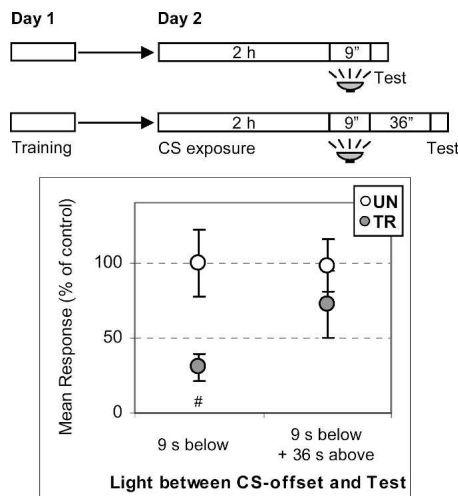 Day 1 Day 2
2 h 9”
Test
2 h 9” 36”
Training CS exposure Test
UN
TR
Mean Response (% of control)
100
50
0
#
9 s below 9 s below
+ 36 s above
Light between CS-offset and Test